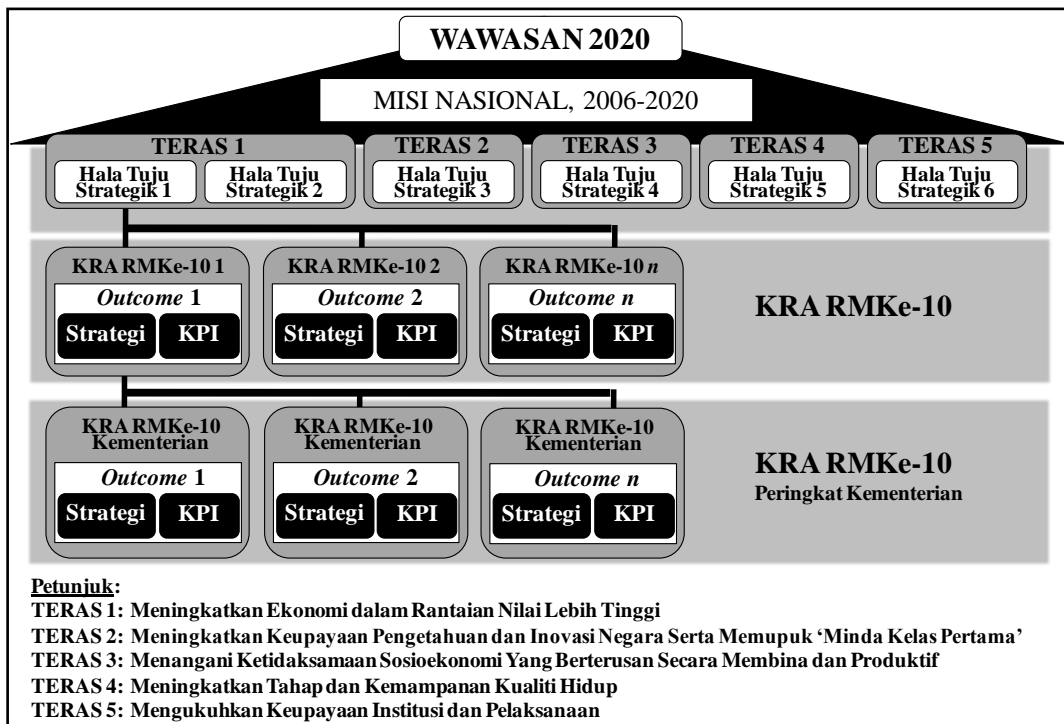 WAWASAN 2020
MISI NASIONAL, 2006-2020
TERAS 1
TERAS 2
TERAS 3
TERAS 4
TERAS 5
Hala Tuju
Strategik 1
Hala Tuju
Strategik 2
Hala Tuju
Strategik 3
Hala Tuju
Strategik 4
Hala Tuju
Strategik 5
Hala Tuju
Strategik 6
KRA RMKe-10 1
Outcome 1
Strategi
KPI
KRA RMKe-10 2
Outcome 2
Strategi
KPI
KRA RMKe-10 n
Outcome n
Strategi
KPI
KRA RMKe-10
KRA RMKe-10
Kementerian
Outcome 1
Strategi
KPI
KRA RMKe-10
Kementerian
Outcome 2
Strategi
KPI
KRA RMKe-10
Kementerian
Outcome n
Strategi
KPI
KRA RMKe-10
Peringkat Kementerian
Petunjuk:
TERAS 1: Meningkatkan Ekonomi dalam Rantaian Nilai Lebih Tinggi
TERAS 2: Meningkatkan Keupayaan Pengetahuan dan Inovasi Negara Serta Memupuk ‘Minda Kelas Pertama’
TERAS 3: Menangani Ketidaksamaan Sosioekonomi Yang Berterusan Secara Membina dan Produktif
TERAS 4: Meningkatkan Tahap dan Kemampanan Kualiti Hidup
TERAS 5: Mengukuhkan Keupayaan Institusi dan Pelaksanaan